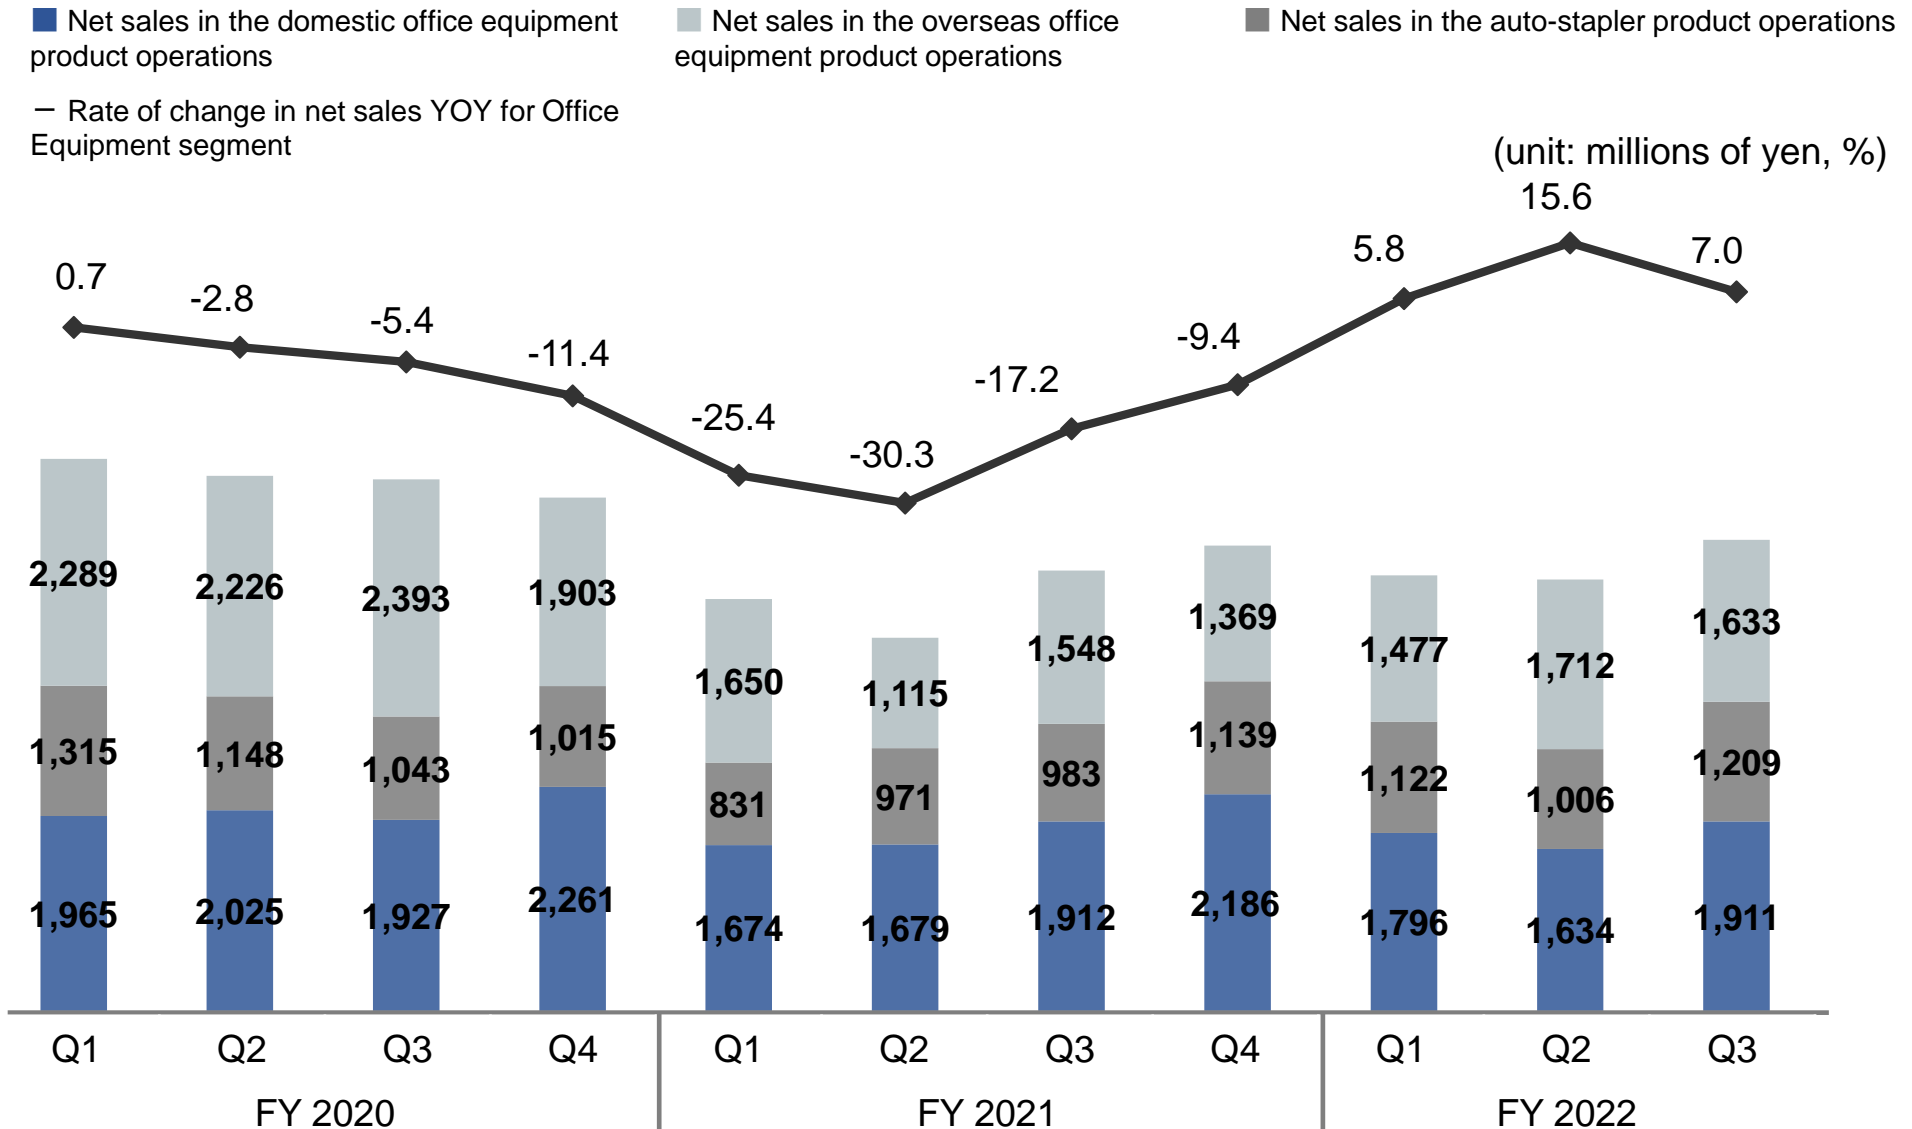 Net sales in the domestic office equipment
product operations
Net sales in the overseas office
equipment product operations
Net sales in the auto-stapler product operations
– Rate of change in net sales YOY for Office
Equipment segment
(unit: millions of yen, %)
0.7 -2.8 -5.4 -11.4 -25.4 -30.3 -17.2 -9.4 5.8 15.6 7.0
2,289 2,226 2,393 1,903 1,650 1,115 1,548 1,369 1,477 1,712 1,633
1,315 1,148 1,043 1,015 831 971 983 1,139 1,122 1,006 1,209
1,965 2,025 1,927 2,261 1,674 1,679 1,912 2,186 1,796 1,634 1,911
Q1 Q2 Q3 Q4 Q1 Q2 Q3 Q4 Q1 Q2 Q3
FY 2020 FY 2021 FY 2022